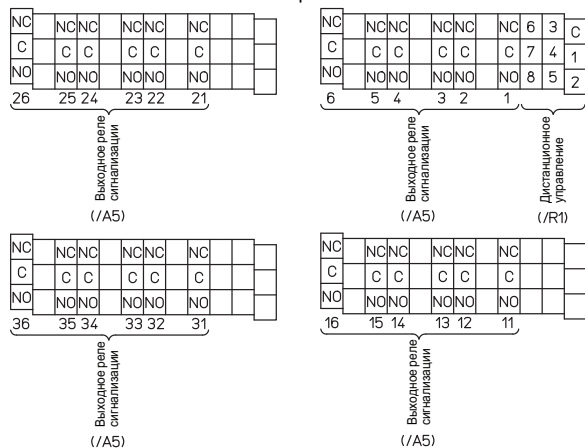 NC NC NC NC NC NC
C C C C C C
NO NO NO NO NO NO
26 25 24 23 22 21
Выходное реле
сигнализации
(/A5)
NC NC NC NC NC NC 6 3 C
C C C C C C 7 4 1
NO NO NO NO NO NO 8 5 2
6 5 4 3 2 1
Выходное реле
сигнализации
(/A5)
Дистанционное
управление
(/R1)
NC NC NC NC NC NC
C C C C C C
NO NO NO NO NO NO
36 35 34 33 32 31
Выходное реле
сигнализации
(/A5)
NC NC NC NC NC NC
C C C C C C
NO NO NO NO NO NO
16 15 14 13 12 11
Выходное реле
сигнализации
(/A5)